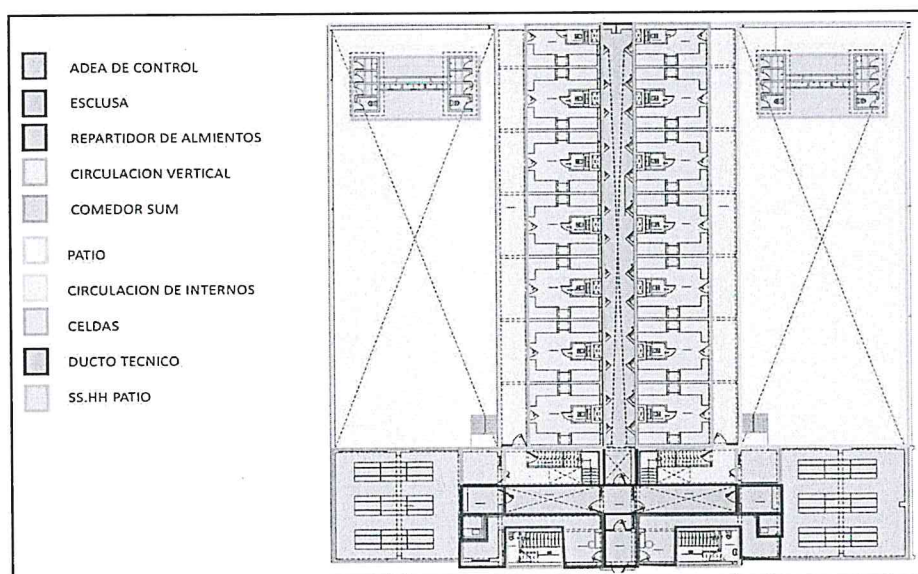 ADEA DE CONTROL
ESCLUSA
REPARTIDOR DE ALMIENTOS
CIRCULACION VERTICAL
COMEDOR SUM
PATIO
CIRCULACION DE INTERNOS
CELDAS
DUCTO TECNICO
SS.HH PATIO